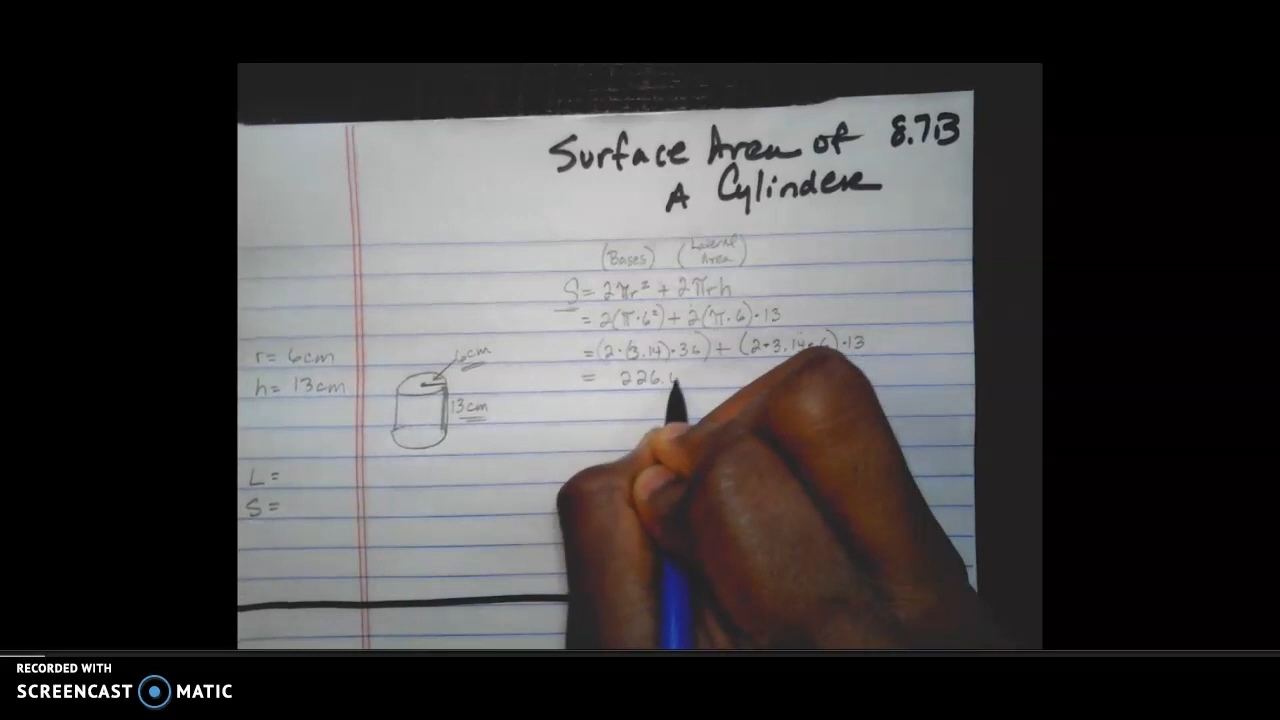 Surface Area of 8.7B
A Cylinder
(Bases) (Lateral Area)
S = 2πr² + 2πrh
= 2(π·6²) + 2(π·6)·13
= (2·(3.14)·36) + (2·3.14·6)·13
= 226.
r = 6cm
h = 13cm
6cm
13cm
L =
S =
RECORDED WITH
SCREENCAST MATIC